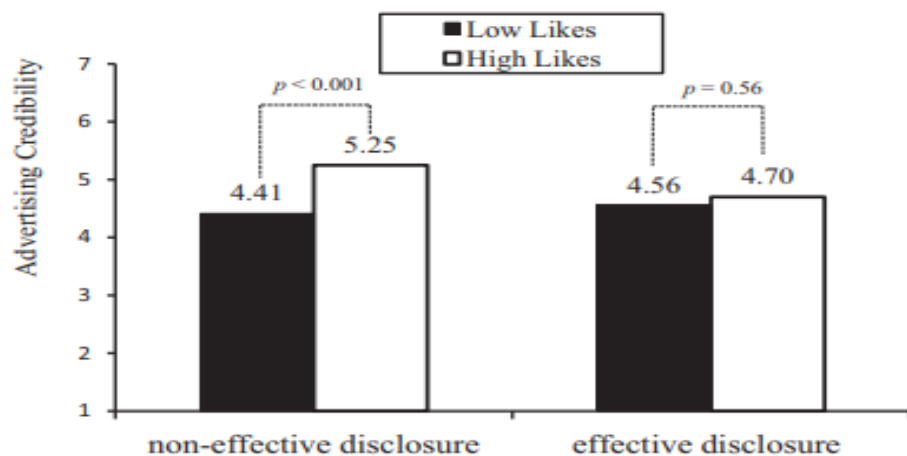 Low Likes
High Likes
Advertising Credibility
7
6
5
4
3
2
1
p < 0.001
p = 0.56
4.41
5.25
4.56
4.70
non-effective disclosure
effective disclosure